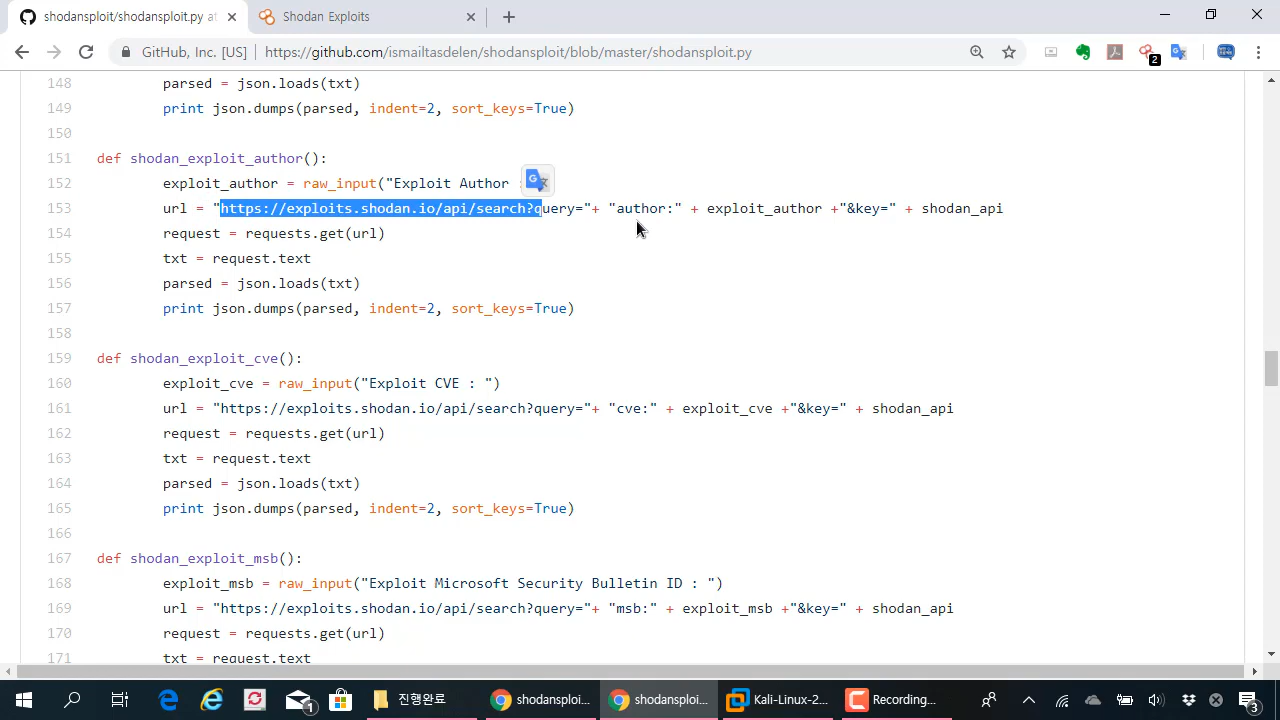 shodansploit/shodansploit.py at
Shodan Exploits
GitHub, Inc. [US]
https://github.com/ismailtasdelen/shodansploit/blob/master/shodansploit.py
2
148 parsed = json.loads(txt)
149 print json.dumps(parsed, indent=2, sort_keys=True)
150
151 def shodan_exploit_author():
152 exploit_author = raw_input("Exploit Author :
153 url = "https://exploits.shodan.io/api/search?query="+ "author:" + exploit_author +"&key=" + shodan_api
154 request = requests.get(url)
155 txt = request.text
156 parsed = json.loads(txt)
157 print json.dumps(parsed, indent=2, sort_keys=True)
158
159 def shodan_exploit_cve():
160 exploit_cve = raw_input("Exploit CVE : ")
161 url = "https://exploits.shodan.io/api/search?query="+ "cve:" + exploit_cve +"&key=" + shodan_api
162 request = requests.get(url)
163 txt = request.text
164 parsed = json.loads(txt)
165 print json.dumps(parsed, indent=2, sort_keys=True)
166
167 def shodan_exploit_msb():
168 exploit_msb = raw_input("Exploit Microsoft Security Bulletin ID : ")
169 url = "https://exploits.shodan.io/api/search?query="+ "msb:" + exploit_msb +"&key=" + shodan_api
170 request = requests.get(url)
171 txt = request.text
1
진행완료
shodansploi...
shodansploi...
Kali-Linux-2...
Recording...
3